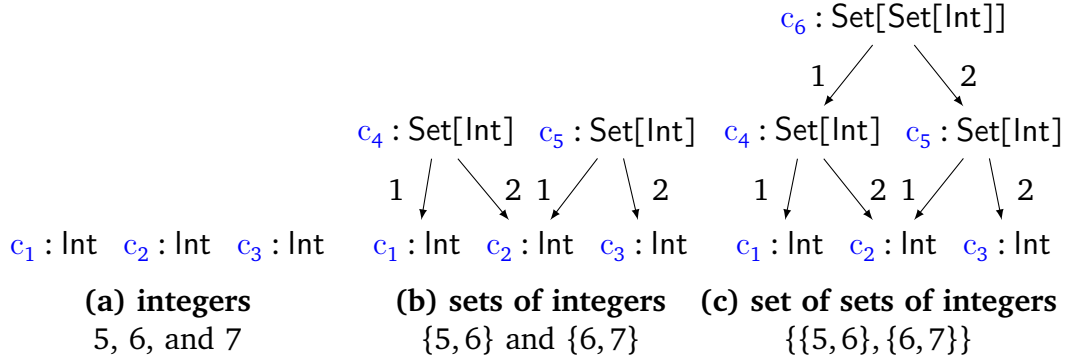 c₆ : Set[Set[Int]]
1 2
c₄ : Set[Int] c₅ : Set[Int] c₄ : Set[Int] c₅ : Set[Int]
1 2 1 2 1 2 1 2
c₁ : Int c₂ : Int c₃ : Int c₁ : Int c₂ : Int c₃ : Int c₁ : Int c₂ : Int c₃ : Int
(a) integers (b) sets of integers (c) set of sets of integers
5, 6, and 7 {5, 6} and {6, 7} {{5, 6}, {6, 7}}